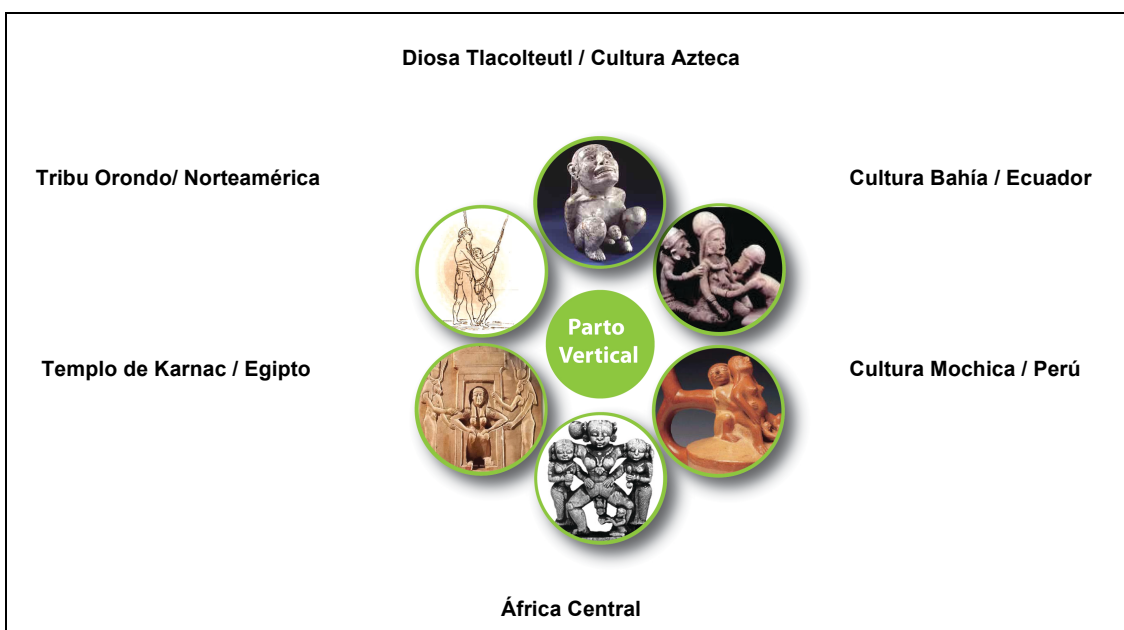 Diosa Tlacolteutl / Cultura Azteca
Tribu Orondo/ Norteamérica
Cultura Bahía / Ecuador
Parto
Vertical
Templo de Karnac / Egipto
Cultura Mochica / Perú
África Central